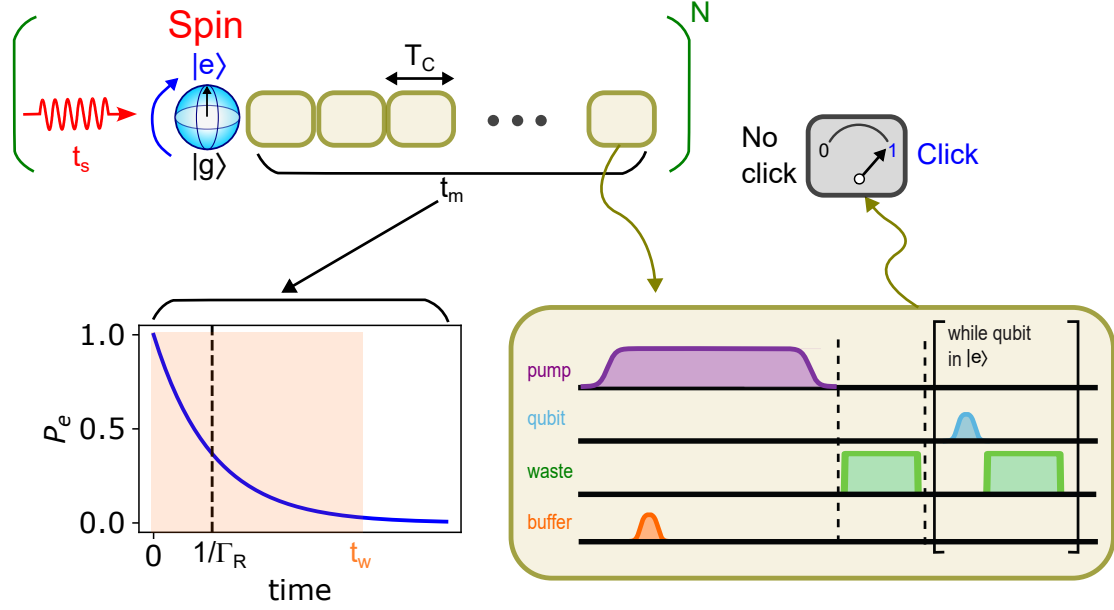 Spin
|e⟩
|g⟩
t_s
T_C
N
t_m
No
click
0
1
Click
1.0
0.5
0.0
P_e
0
1/Γ_R
t_w
time
pump
qubit
waste
buffer
while qubit
in |e⟩